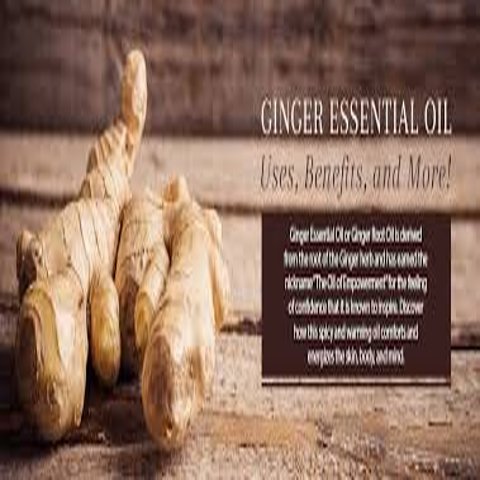 GINGER ESSENTIAL OIL
Uses, Benefits, and More!
Ginger Essential Oil or Ginger Root Oil is derived
from the root of the Ginger herb and has earned the
nickname "The Oil of Empowerment" for the feeling
of confidence that it is known to inspire. Discover
how this spicy and warming oil comforts and
energizes the skin, body, and mind.